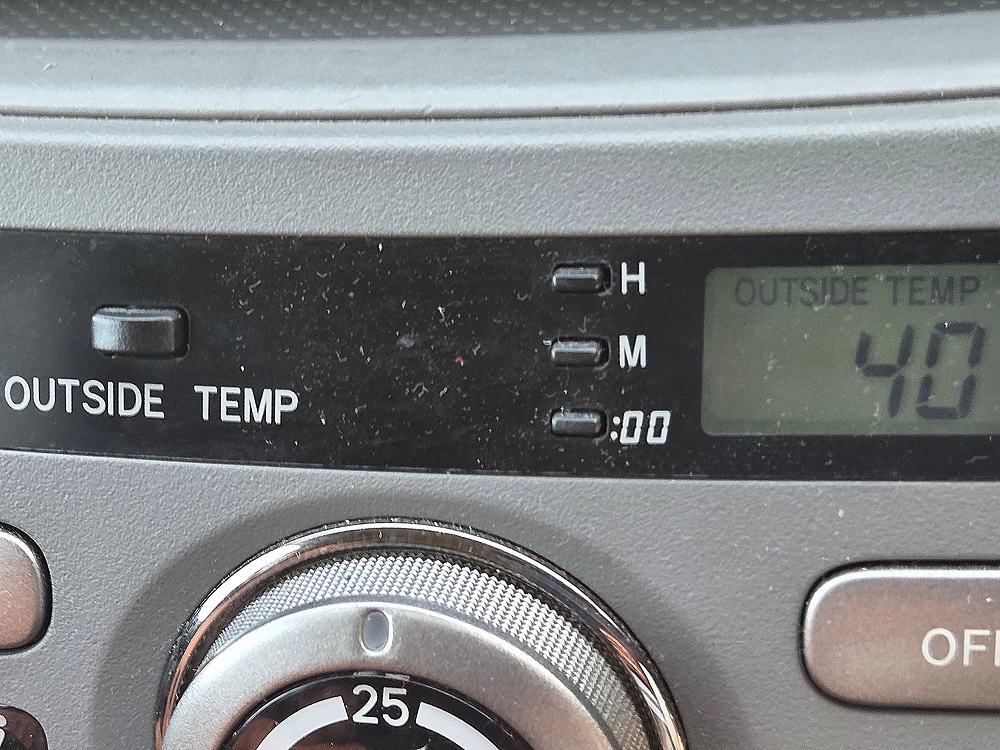 H
OUTSIDE TEMP
M
40
OUTSIDE TEMP
:00
OFF
25